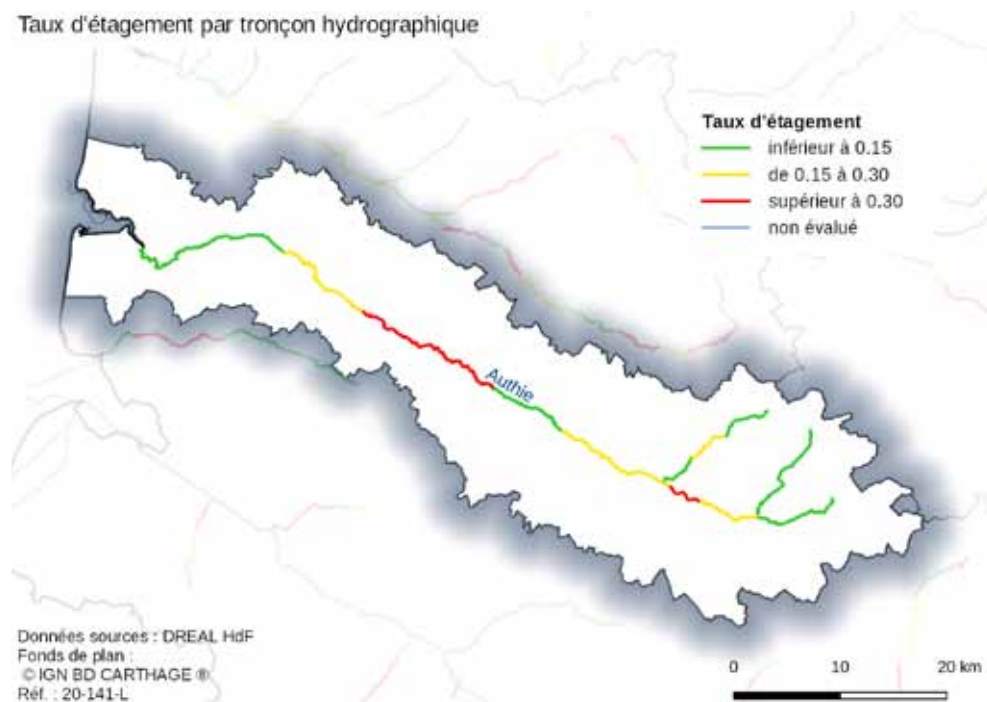 Taux d'étagement par tronçon hydrographique
Taux d'étagement
inférieur à 0.15
de 0.15 à 0.30
supérieur à 0.30
non évalué
Authie
Données sources : DREAL HdF
Fonds de plan :
© IGN BD CARTHAGE ®
Réf. : 20-141-L
0 10 20 km